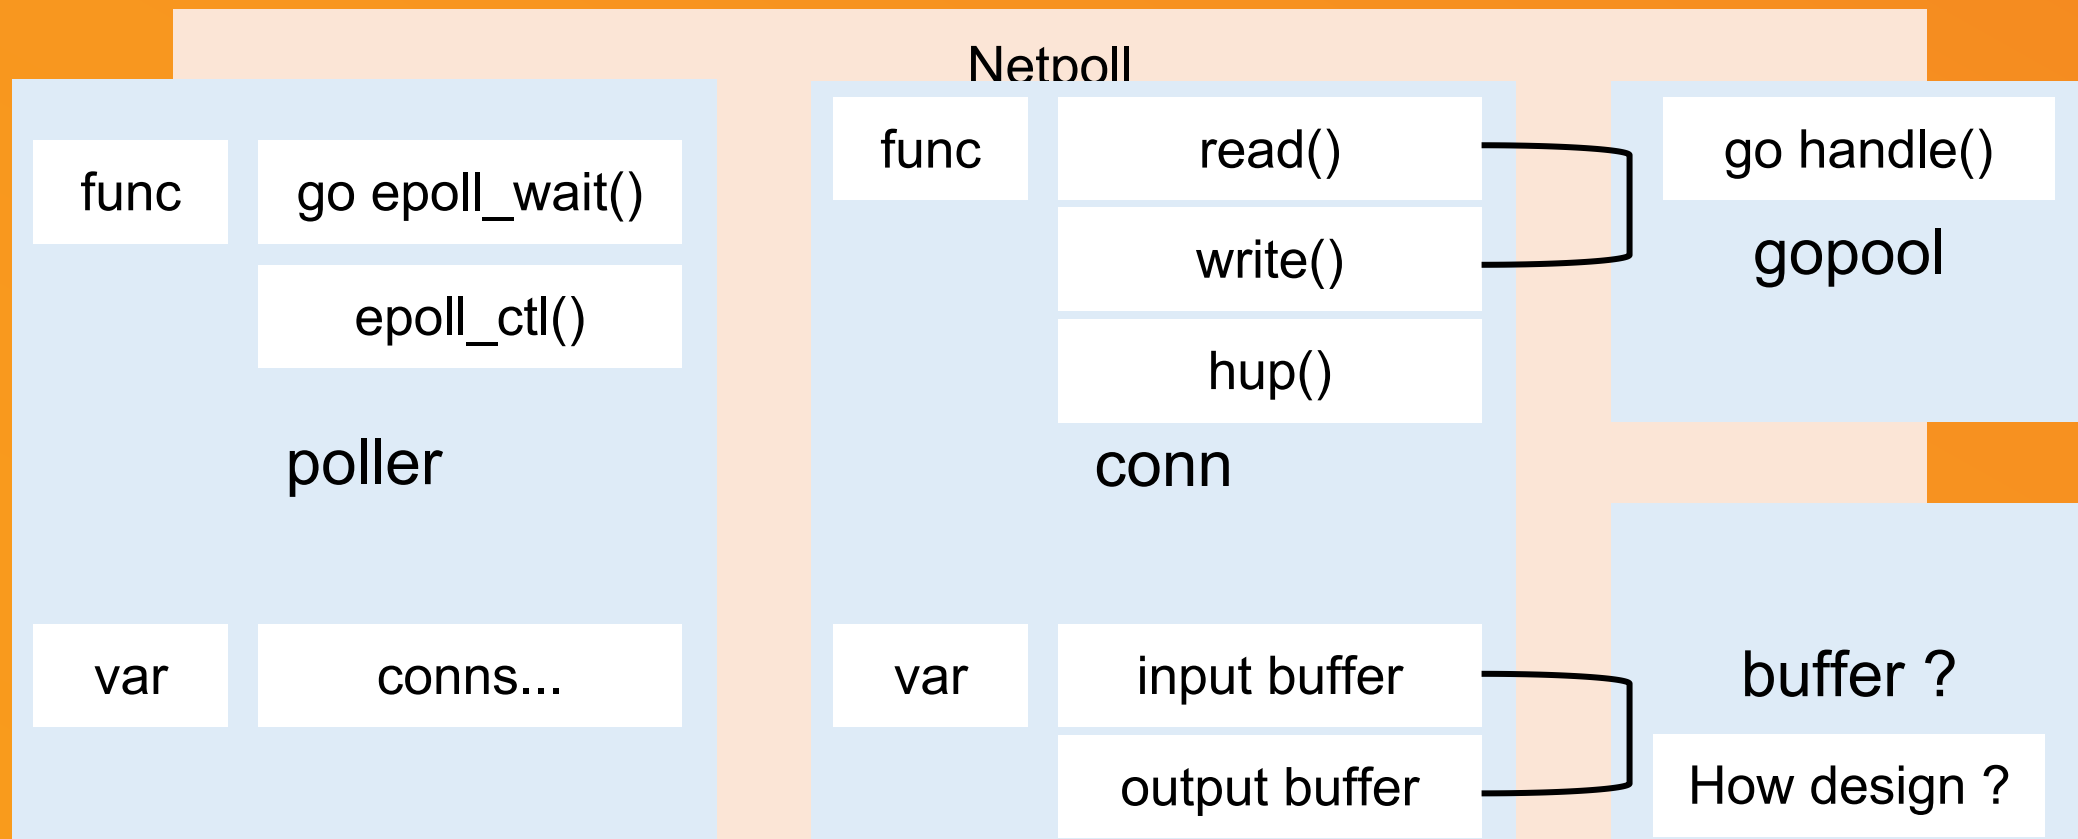 Netpoll
func
go epoll_wait()
epoll_ctl()
poller
var
conns...
func
read()
write()
hup()
conn
var
input buffer
output buffer
go handle()
gopool
buffer ?
How design ?